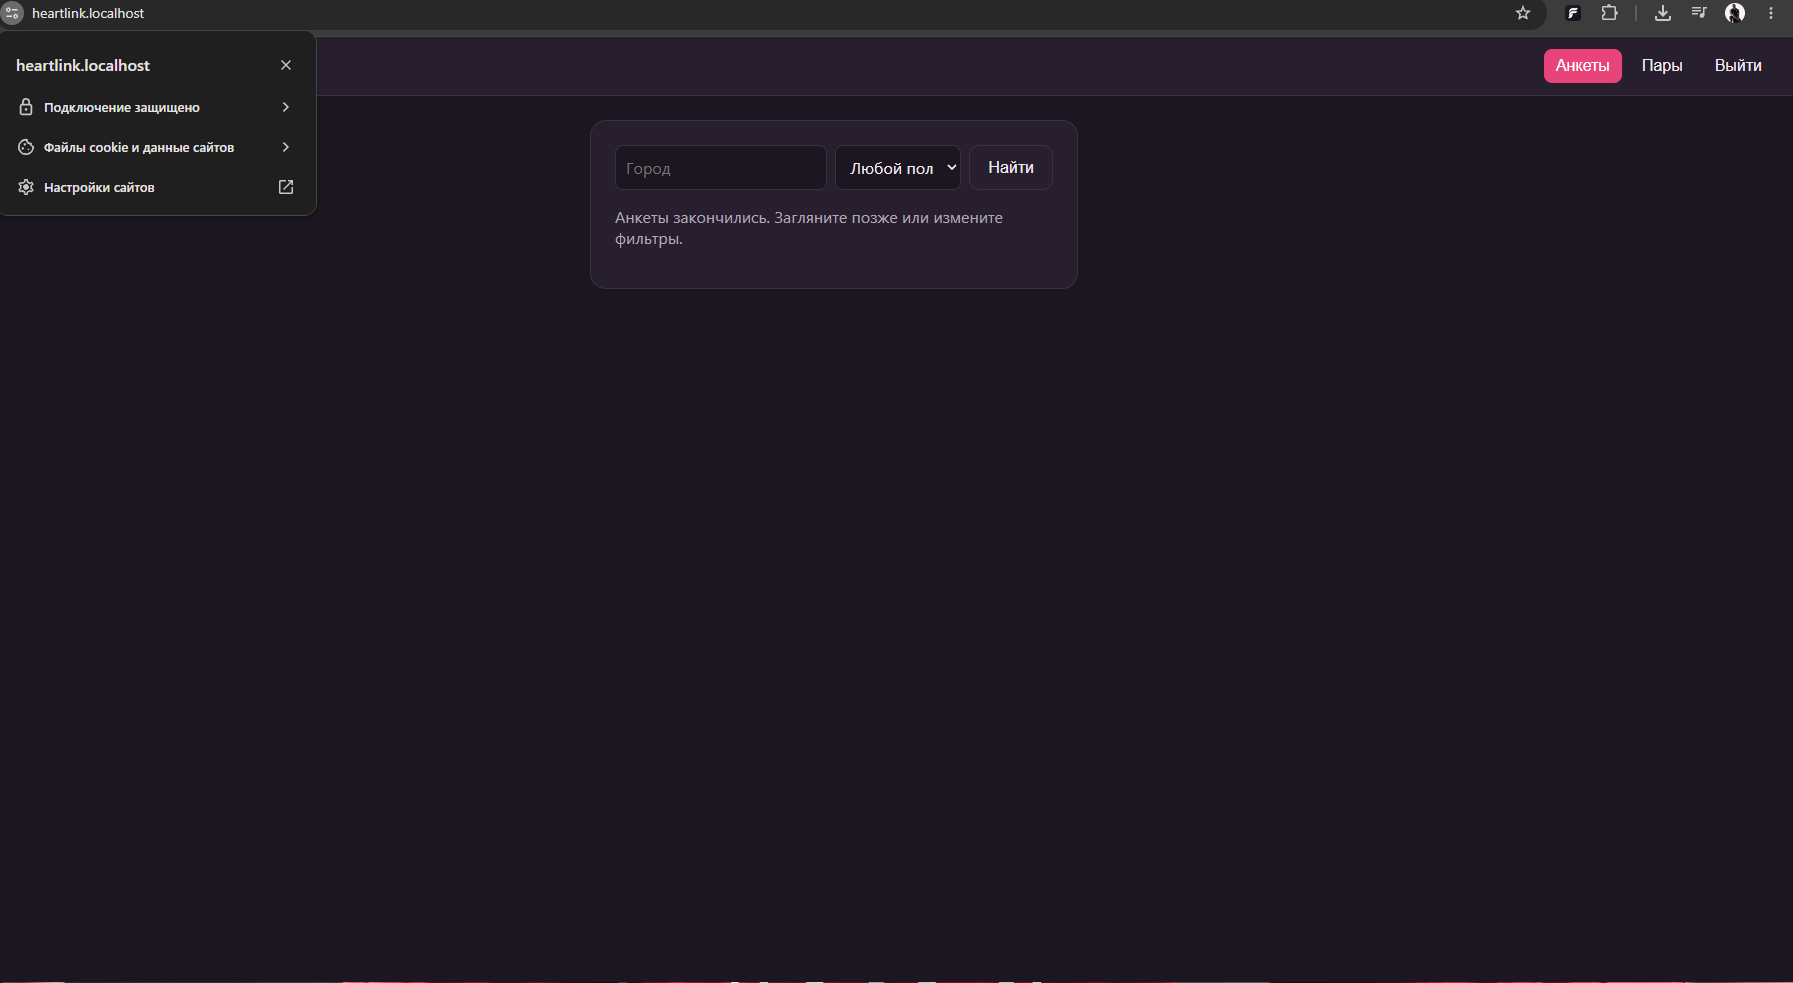 heartlink.localhost
heartlink.localhost
Подключение защищено
Файлы cookie и данные сайтов
Настройки сайтов
Анкеты
Пары
Выйти
Город
Любой пол
Найти
Анкеты закончились. Загляните позже или измените
фильтры.